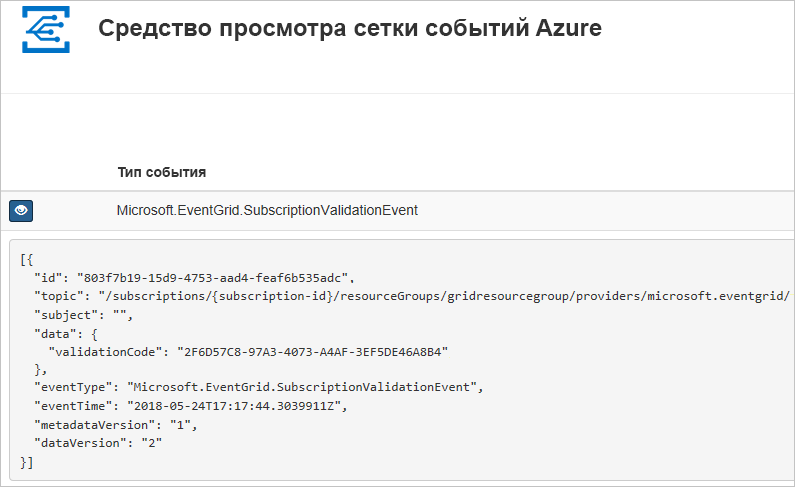 Средство просмотра сетки событий Azure
Тип события
Microsoft.EventGrid.SubscriptionValidationEvent
[{
  "id": "803f7b19-15d9-4753-aad4-feaf6b535adc",
  "topic": "/subscriptions/{subscription-id}/resourceGroups/gridresourcegroup/providers/microsoft.eventgrid/
  "subject": "",
  "data": {
    "validationCode": "2F6D57C8-97A3-4073-A4AF-3EF5DE46A8B4"
  },
  "eventType": "Microsoft.EventGrid.SubscriptionValidationEvent",
  "eventTime": "2018-05-24T17:17:44.3039911Z",
  "metadataVersion": "1",
  "dataVersion": "2"
}]